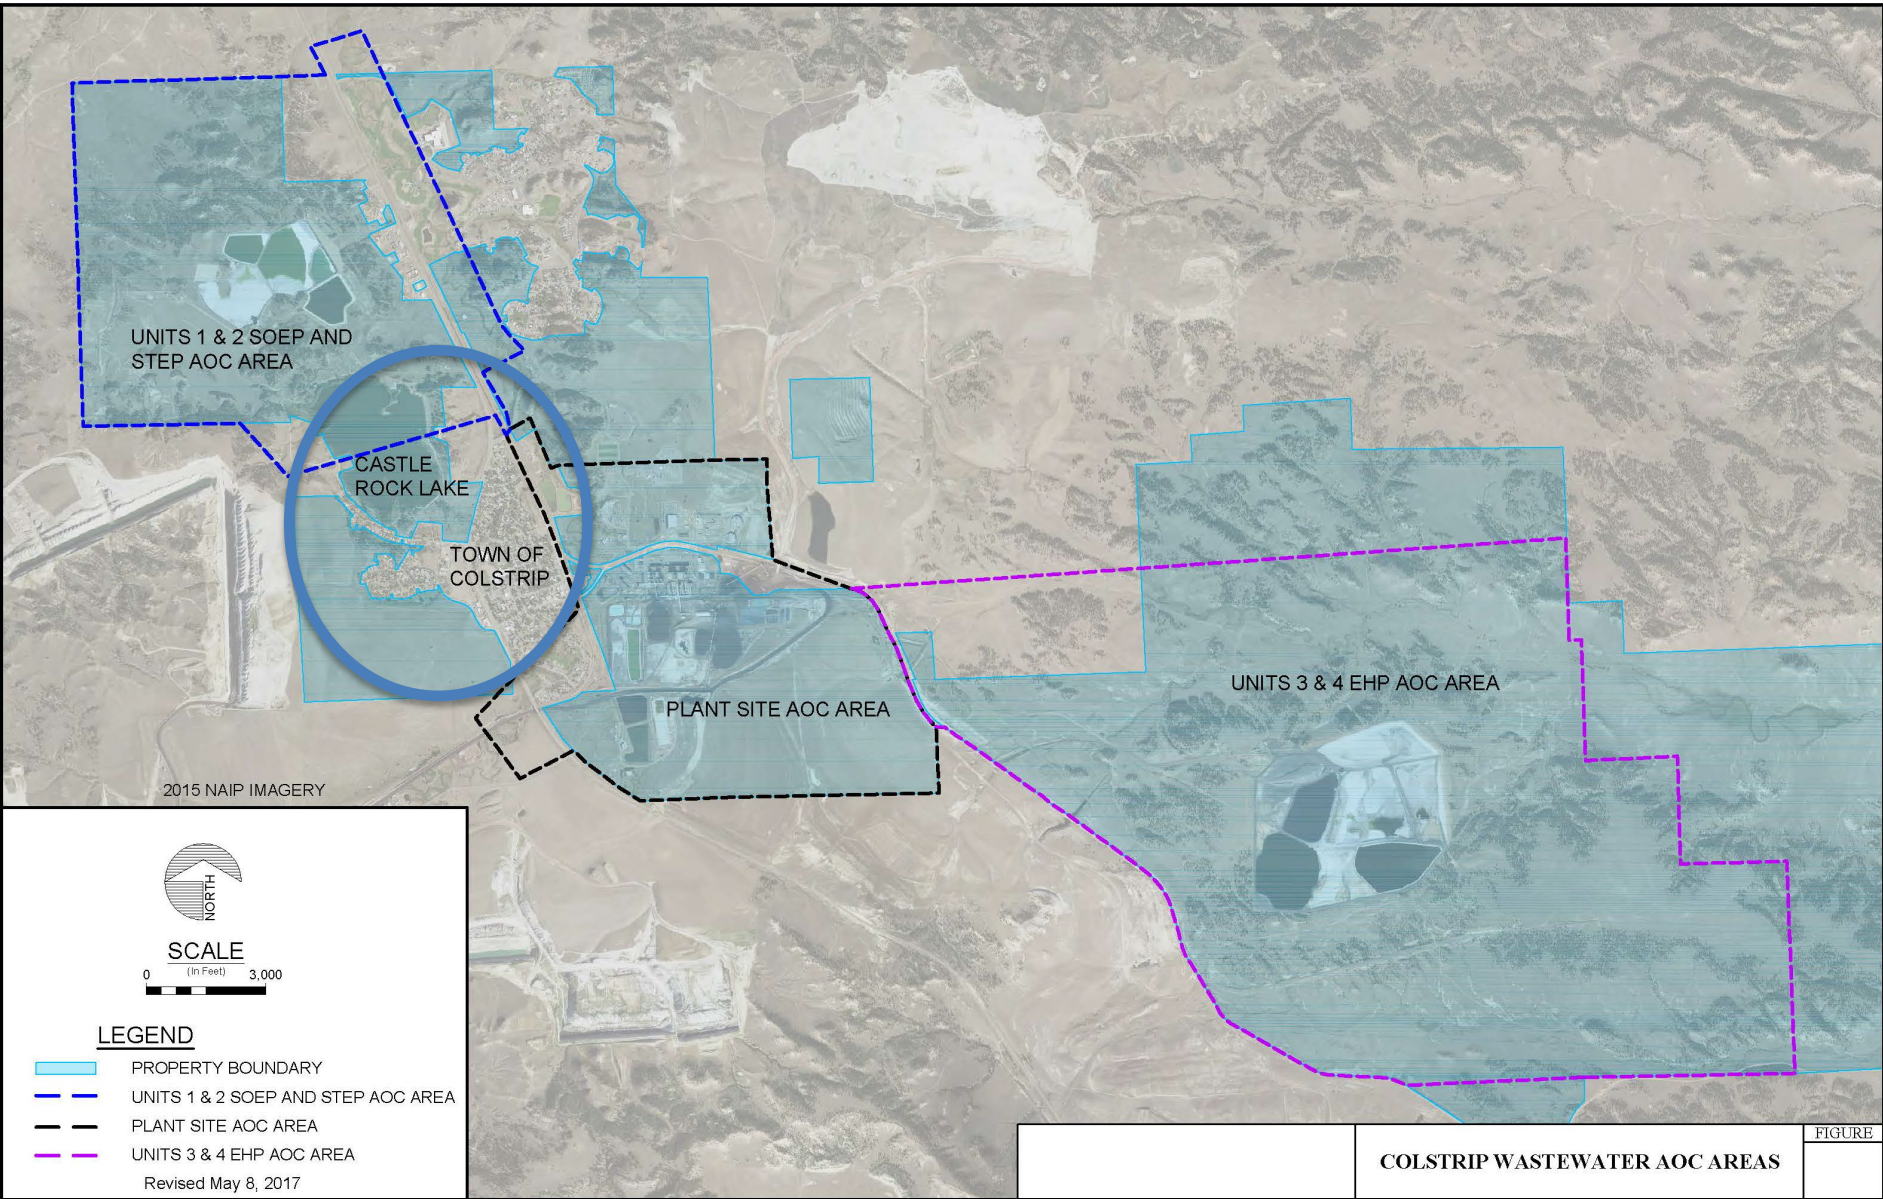 UNITS 1 & 2 SOEP AND
STEP AOC AREA
CASTLE
ROCK LAKE
TOWN OF
COLSTRIP
UNITS 3 & 4 EHP AOC AREA
PLANT SITE AOC AREA
2015 NAIP IMAGERY
NORTH
SCALE
(In Feet)
0 3,000
LEGEND
PROPERTY BOUNDARY
UNITS 1 & 2 SOEP AND STEP AOC AREA
PLANT SITE AOC AREA
UNITS 3 & 4 EHP AOC AREA
Revised May 8, 2017
COLSTRIP WASTEWATER AOC AREAS
FIGURE